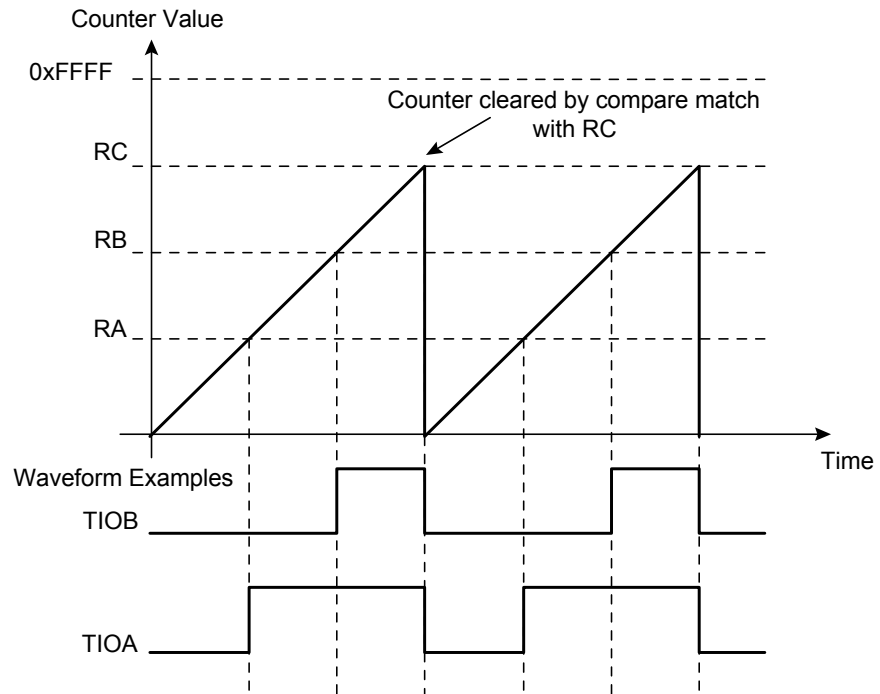 Counter Value
0xFFFF
Counter cleared by compare match
with RC
RC
RB
RA
Time
Waveform Examples
TIOB
TIOA